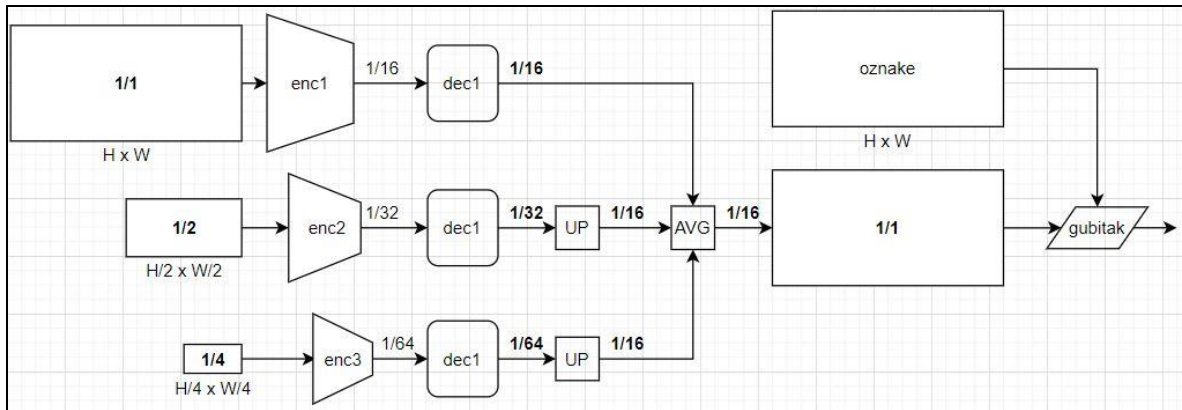 1/1
enc1
1/16
dec1
1/16
oznake
H x W
H x W
1/2
enc2
1/32
dec1
1/32
UP
1/16
AVG
1/16
1/1
gubitak
H/2 x W/2
1/4
enc3
1/64
dec1
1/64
UP
1/16
H/4 x W/4